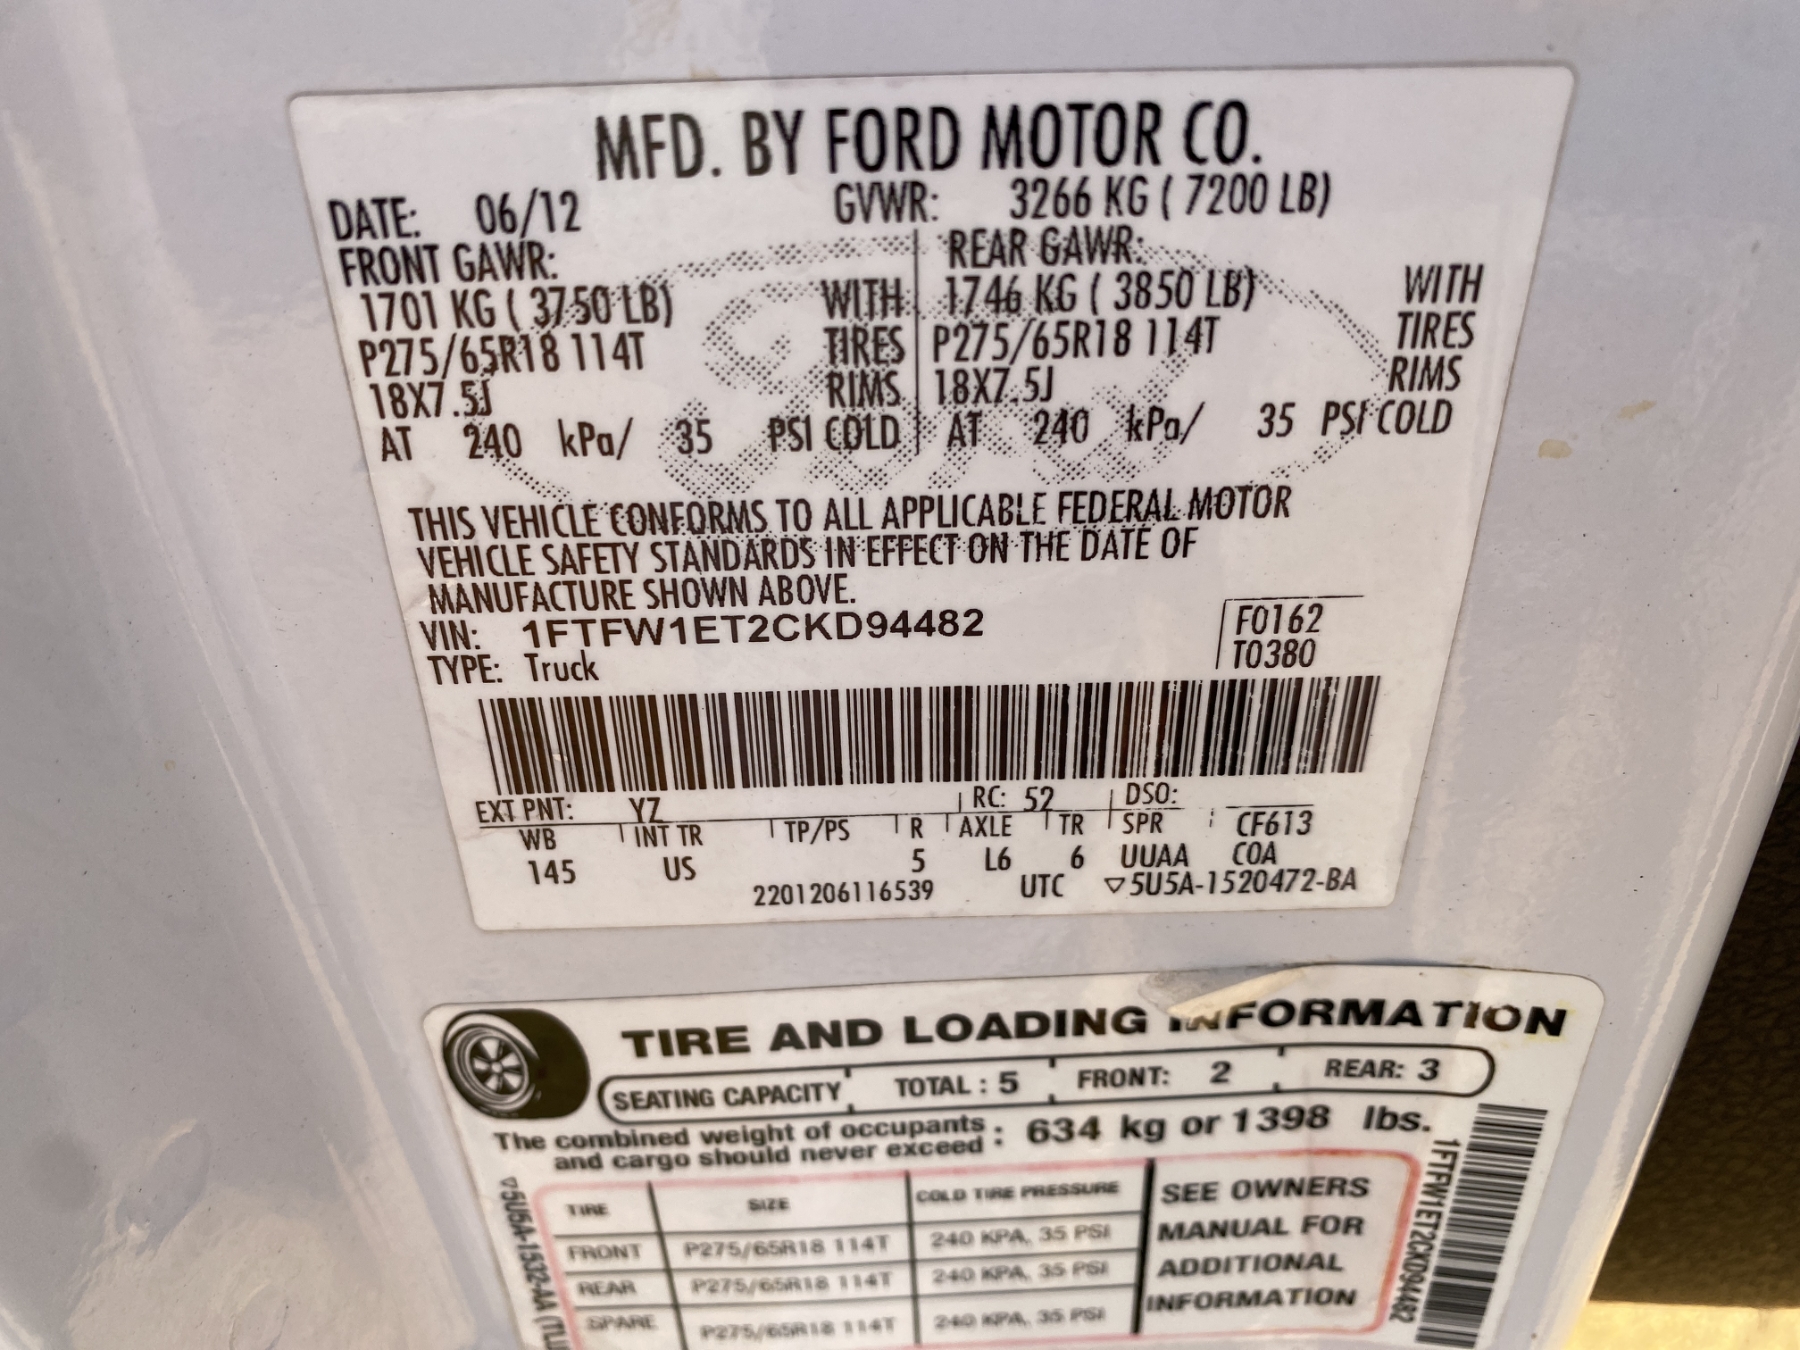 MFD. BY FORD MOTOR CO.
DATE: 06/12 GVWR: 3266 KG ( 7200 LB)
FRONT GAWR: REAR GAWR:
1701 KG ( 3750 LB) WITH 1746 KG ( 3850 LB) WITH
P275/65R18 114T TIRES P275/65R18 114T TIRES
18X7.5J RIMS 18X7.5J RIMS
AT 240 kPa/ 35 PSI COLD AT 240 kPa/ 35 PSI COLD
THIS VEHICLE CONFORMS TO ALL APPLICABLE FEDERAL MOTOR
VEHICLE SAFETY STANDARDS IN EFFECT ON THE DATE OF
MANUFACTURE SHOWN ABOVE.
VIN: 1FTFW1ET2CKD94482 F0162
TYPE: Truck T0380
EXT PNT: YZ RC: 52 DSO:
WB INT TR TP/PS R AXLE TR SPR CF613
145 US 5 L6 6 UUAA COA
2201206116539 UTC ▽5U5A-1520472-BA
TIRE AND LOADING INFORMATION
SEATING CAPACITY TOTAL : 5 FRONT: 2 REAR: 3
The combined weight of occupants
and cargo should never exceed : 634 kg or 1398 lbs.
TIRE SIZE COLD TIRE PRESSURE
FRONT P275/65R18 114T 240 KPA, 35 PSI
REAR P275/65R18 114T 240 KPA, 35 PSI
SPARE P275/65R18 114T 240 KPA, 35 PSI
SEE OWNERS
MANUAL FOR
ADDITIONAL
INFORMATION
▽5U5A-1532-AA
1FTFW1ET2CKD94482